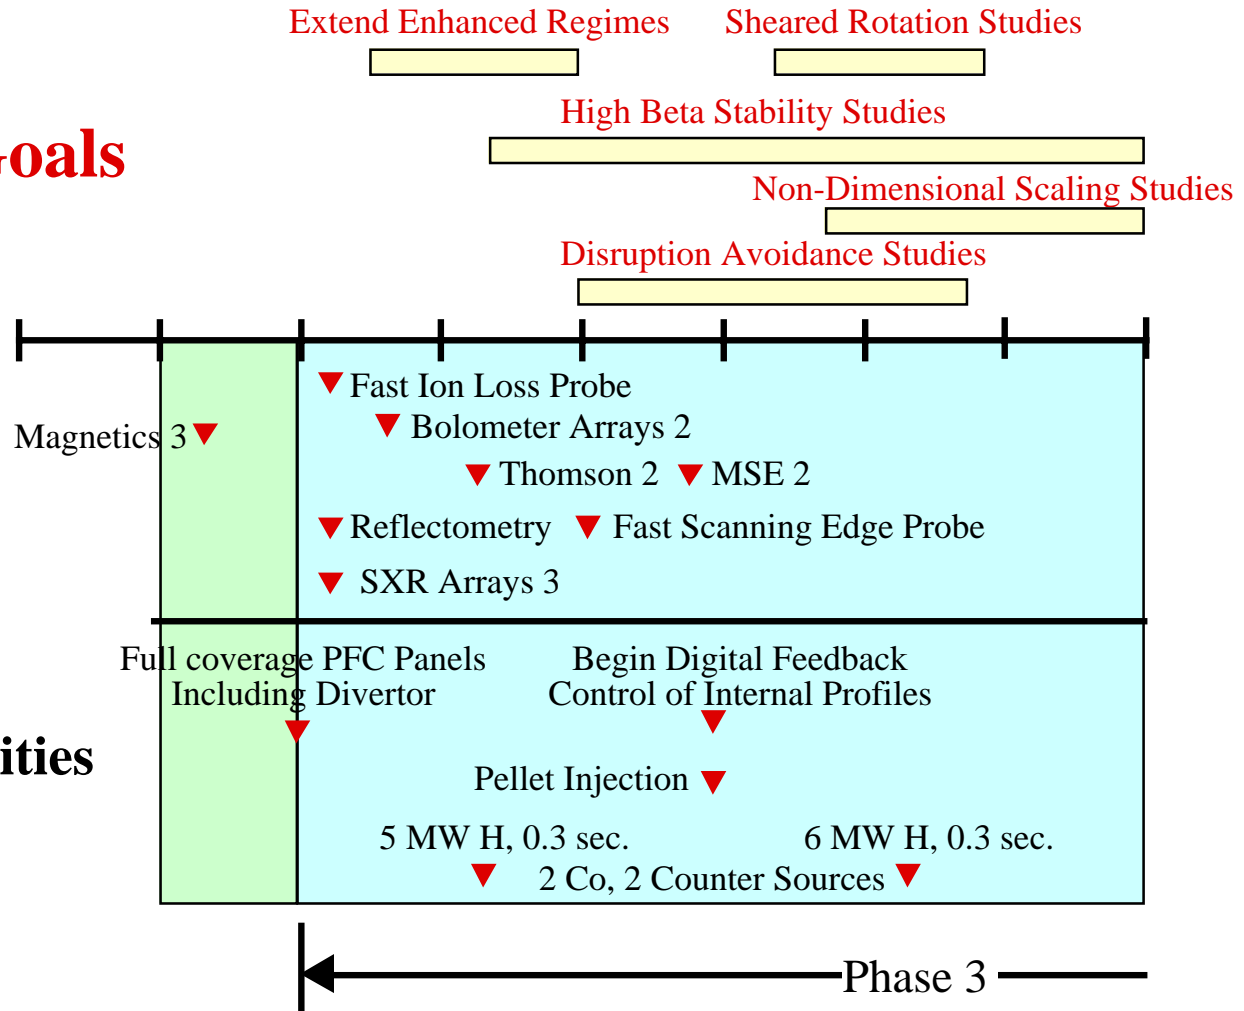 Extend Enhanced Regimes Sheared Rotation Studies
High Beta Stability Studies
oals
Non-Dimensional Scaling Studies
Disruption Avoidance Studies
Fast Ion Loss Probe
Magnetics 3 Bolometer Arrays 2
Thomson 2 MSE 2
Reflectometry Fast Scanning Edge Probe
SXR Arrays 3
Full coverage PFC Panels
Including Divertor
Begin Digital Feedback
Control of Internal Profiles
ities
Pellet Injection
5 MW H, 0.3 sec. 6 MW H, 0.3 sec.
2 Co, 2 Counter Sources
Phase 3